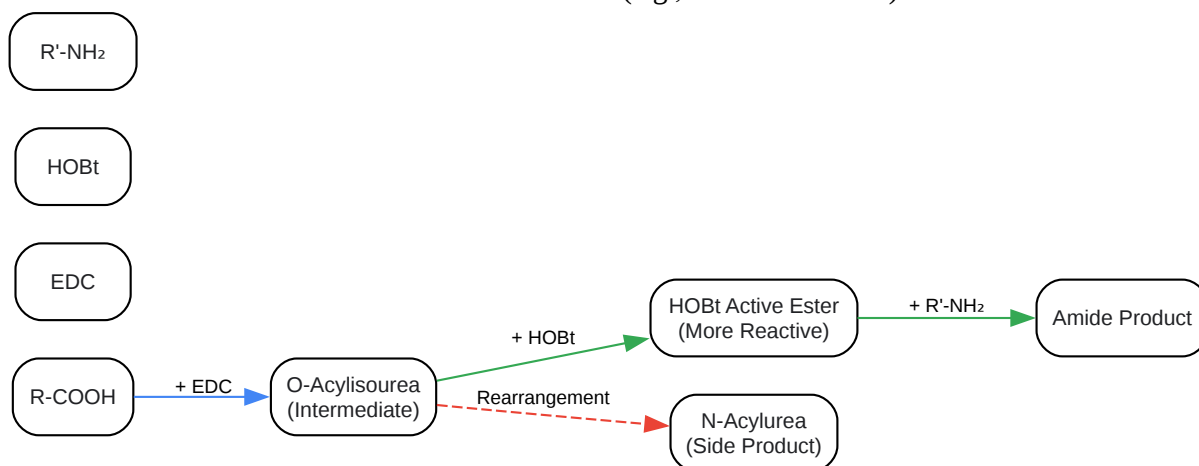 R'-NH₂
HOBt
EDC
HOBt Active Ester
(More Reactive)
+ R'-NH₂
Amide Product
+ HOBt
R-COOH
+ EDC
O-Acylisourea
(Intermediate)
Rearrangement
N-Acylurea
(Side Product)